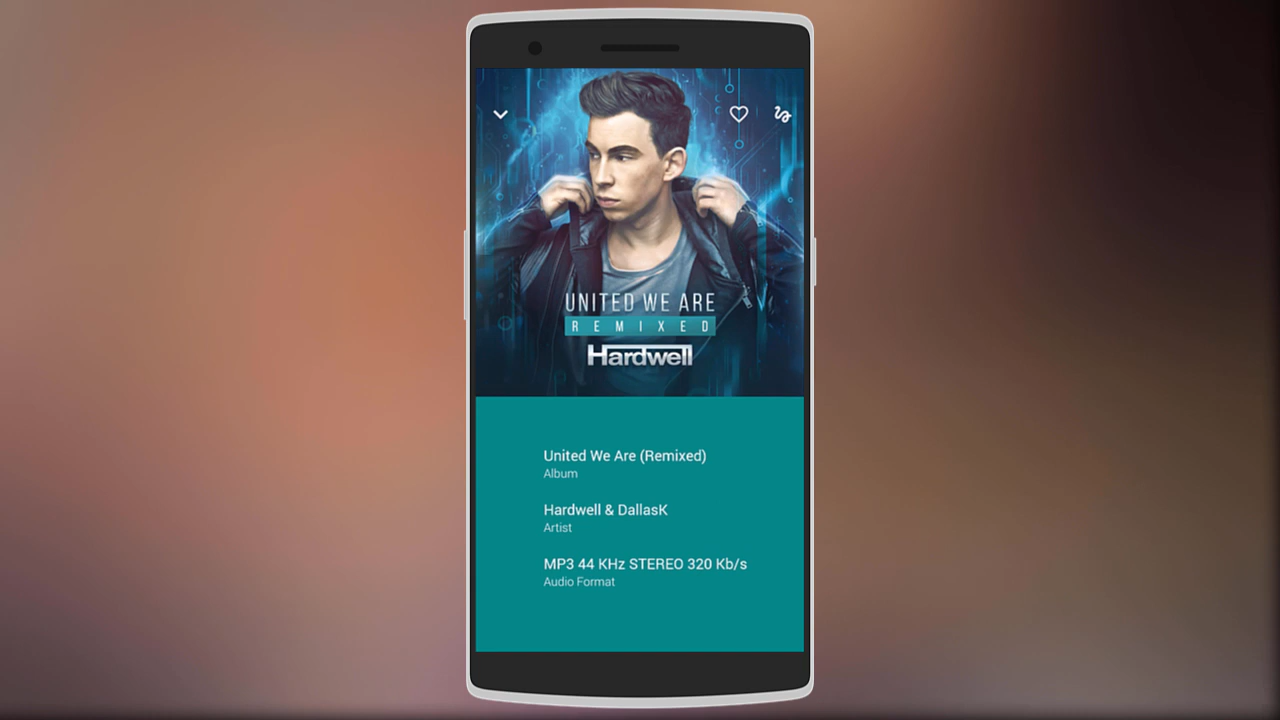 UNITED WE ARE
REMIXED
Hardwell
United We Are (Remixed)
Album
Hardwell & DallasK
Artist
MP3 44 KHz STEREO 320 Kb/s
Audio Format